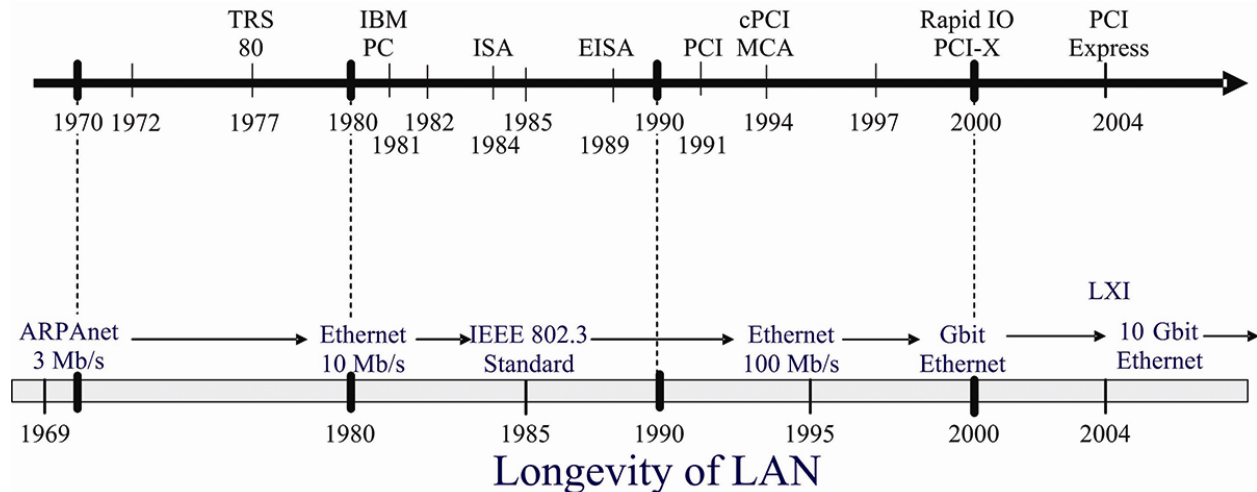 TRS
80
IBM
PC
ISA
EISA
PCI
cPCI
MCA
Rapid IO
PCI-X
PCI
Express
1970
1972
1977
1980
1981
1982
1984
1985
1989
1990
1991
1994
1997
2000
2004
ARPAnet
3 Mb/s
Ethernet
10 Mb/s
IEEE 802.3
Standard
Ethernet
100 Mb/s
Gbit
Ethernet
LXI
10 Gbit
Ethernet
1969
1980
1985
1990
1995
2000
2004
Longevity of LAN